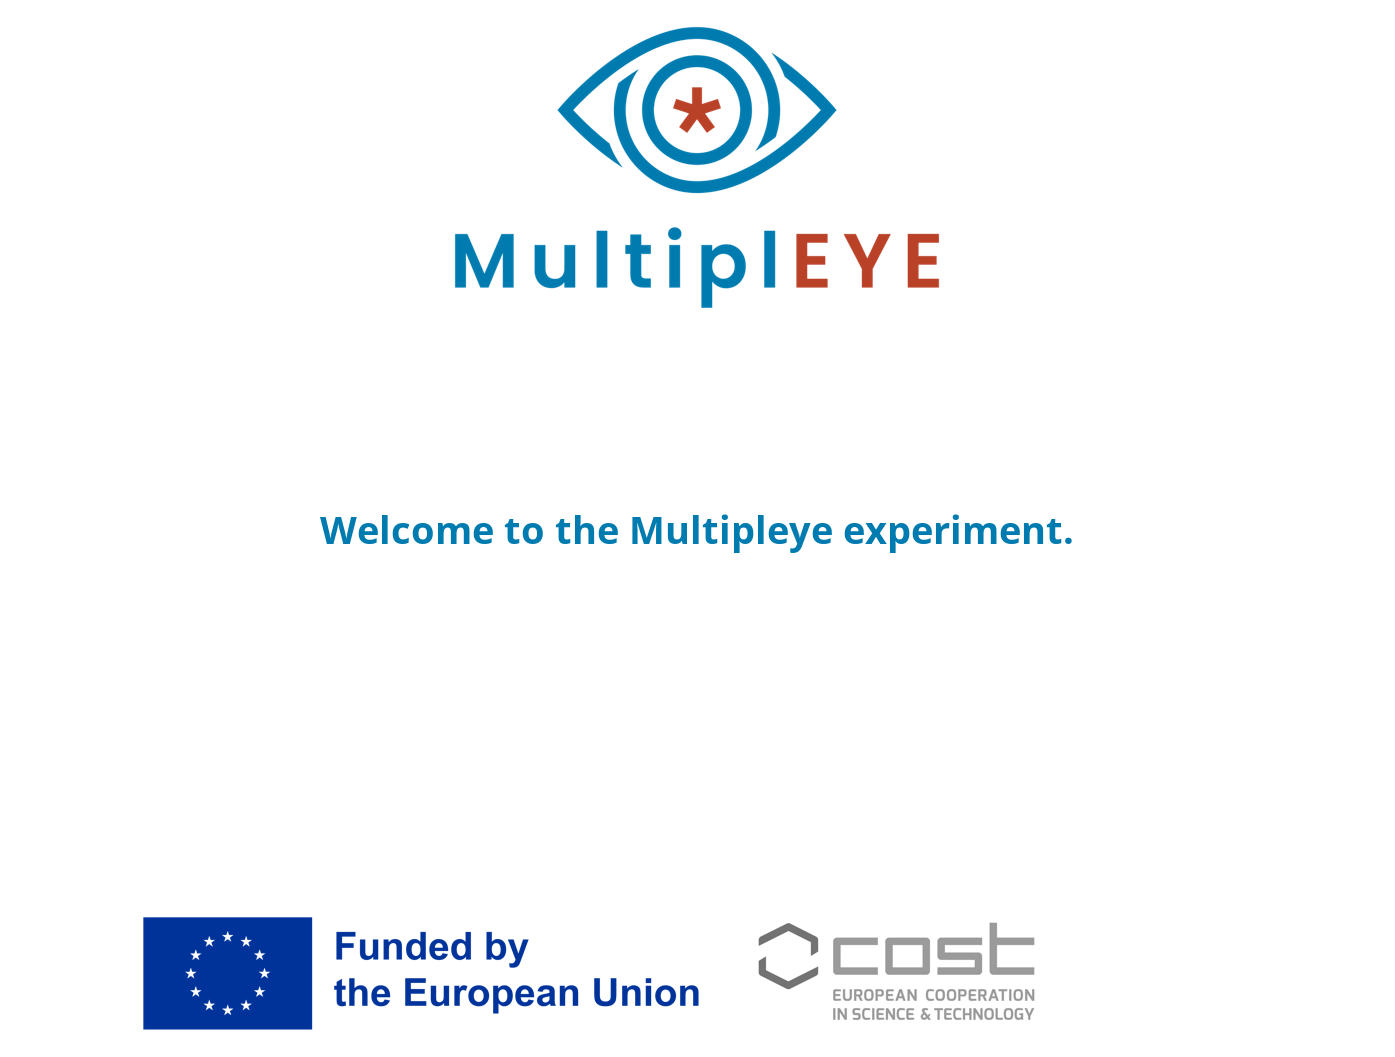 MultiplEYE
Welcome to the Multipleye experiment.
Funded by
the European Union
cost
EUROPEAN COOPERATION
IN SCIENCE & TECHNOLOGY